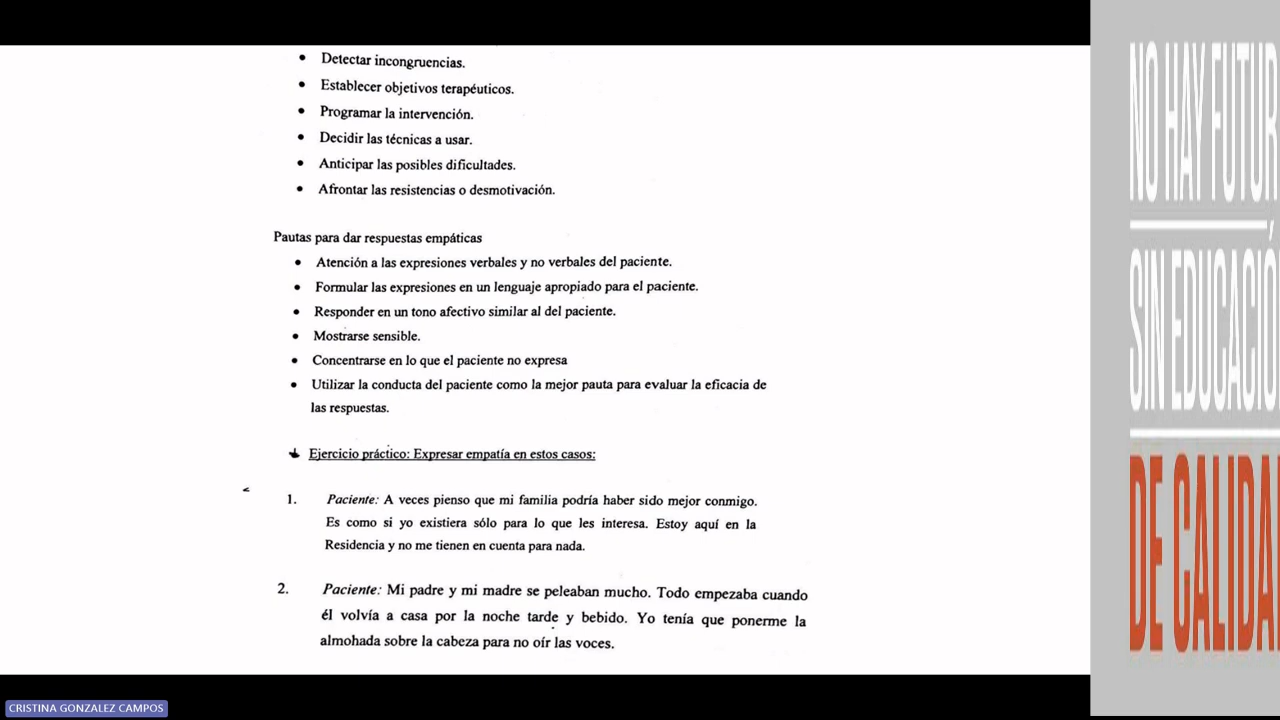 Detectar incongruencias.
Establecer objetivos terapéuticos.
Programar la intervención.
Decidir las técnicas a usar.
Anticipar las posibles dificultades.
Afrontar las resistencias o desmotivación.
Pautas para dar respuestas empáticas
Atención a las expresiones verbales y no verbales del paciente.
Formular las expresiones en un lenguaje apropiado para el paciente.
Responder en un tono afectivo similar al del paciente.
Mostrarse sensible.
Concentrarse en lo que el paciente no expresa
Utilizar la conducta del paciente como la mejor pauta para evaluar la eficacia de
las respuestas.
Ejercicio práctico: Expresar empatía en estos casos:
1. Paciente: A veces pienso que mi familia podría haber sido mejor conmigo.
Es como si yo existiera sólo para lo que les interesa. Estoy aquí en la
Residencia y no me tienen en cuenta para nada.
2. Paciente: Mi padre y mi madre se peleaban mucho. Todo empezaba cuando
él volvía a casa por la noche tarde y bebido. Yo tenía que ponerme la
almohada sobre la cabeza para no oír las voces.
NO HAY FUTUR
SIN EDUCACIÓ
DE CALIDA
CRISTINA GONZALEZ CAMPOS